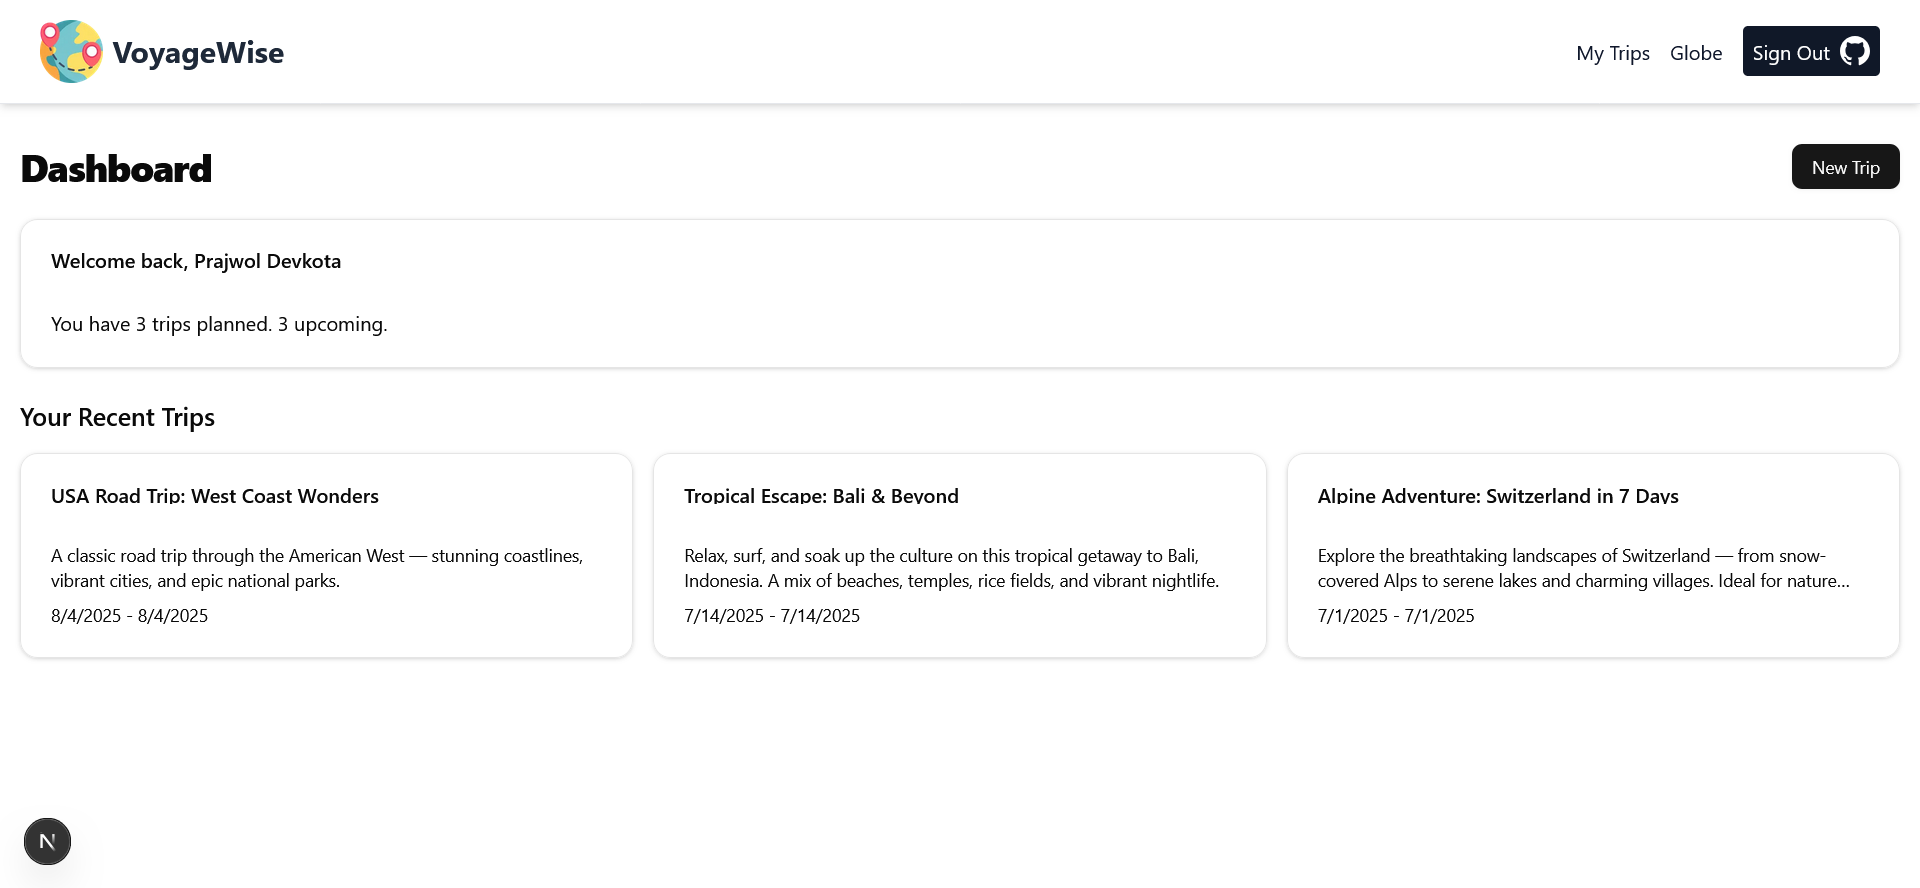 VoyageWise
My Trips
Globe
Sign Out
Dashboard
New Trip
Welcome back, Prajwol Devkota
You have 3 trips planned. 3 upcoming.
Your Recent Trips
USA Road Trip: West Coast Wonders
A classic road trip through the American West — stunning coastlines,
vibrant cities, and epic national parks.
8/4/2025 - 8/4/2025
Tropical Escape: Bali & Beyond
Relax, surf, and soak up the culture on this tropical getaway to Bali,
Indonesia. A mix of beaches, temples, rice fields, and vibrant nightlife.
7/14/2025 - 7/14/2025
Alpine Adventure: Switzerland in 7 Days
Explore the breathtaking landscapes of Switzerland — from snow-
covered Alps to serene lakes and charming villages. Ideal for nature...
7/1/2025 - 7/1/2025
N